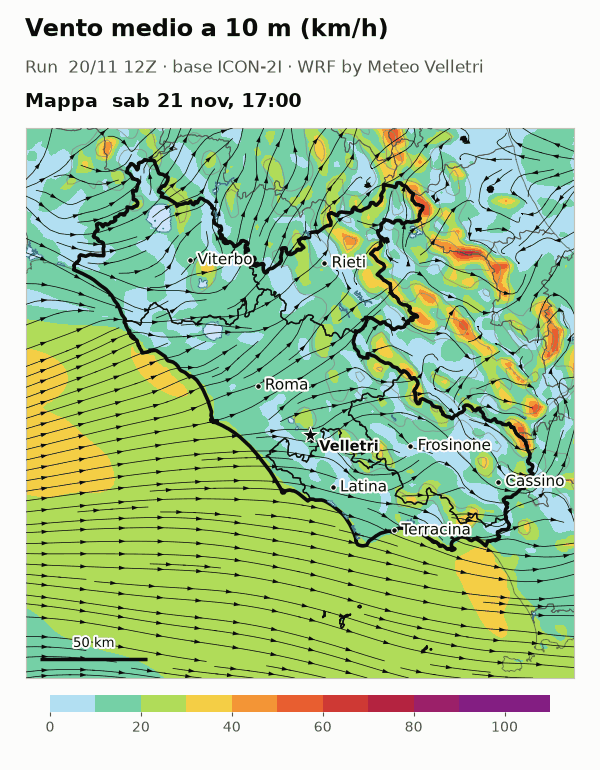 Vento medio a 10 m (km/h)
Run  20/11 12Z · base ICON-2I · WRF by Meteo Velletri
Mappa  sab 21 nov, 17:00
Viterbo
Rieti
Roma
Velletri
Frosinone
Latina
Cassino
Terracina
50 km
0 20 40 60 80 100